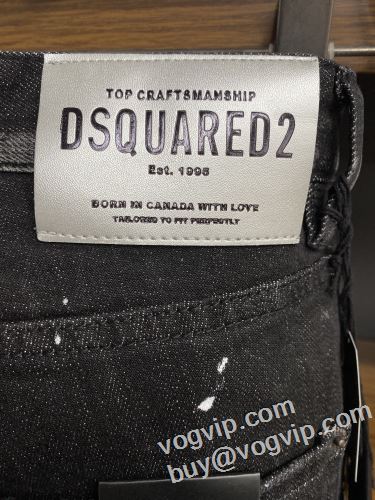 TOP CRAFTSMANSHIP
DSQUARED2
Est. 1995
BORN IN CANADA WITH LOVE
TAILORED TO FIT PERFECTLY
vogvip.com
buy@vogvip.com